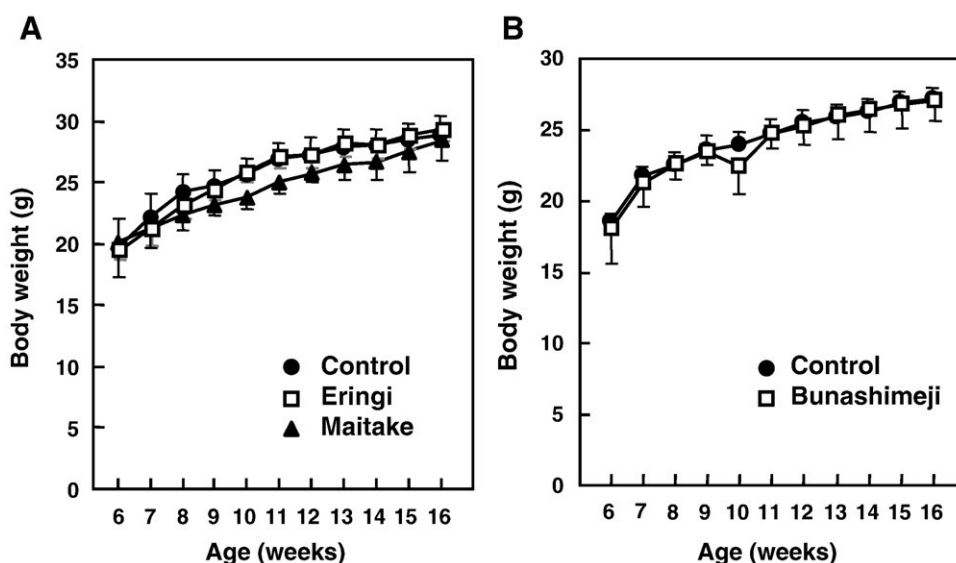 A
Body weight (g)
35
30
25
20
15
10
5
0
Control
Eringi
Maitake
6 7 8 9 10 11 12 13 14 15 16
Age (weeks)
B
Body weight (g)
30
25
20
15
10
5
0
Control
Bunashimeji
6 7 8 9 10 11 12 13 14 15 16
Age (weeks)